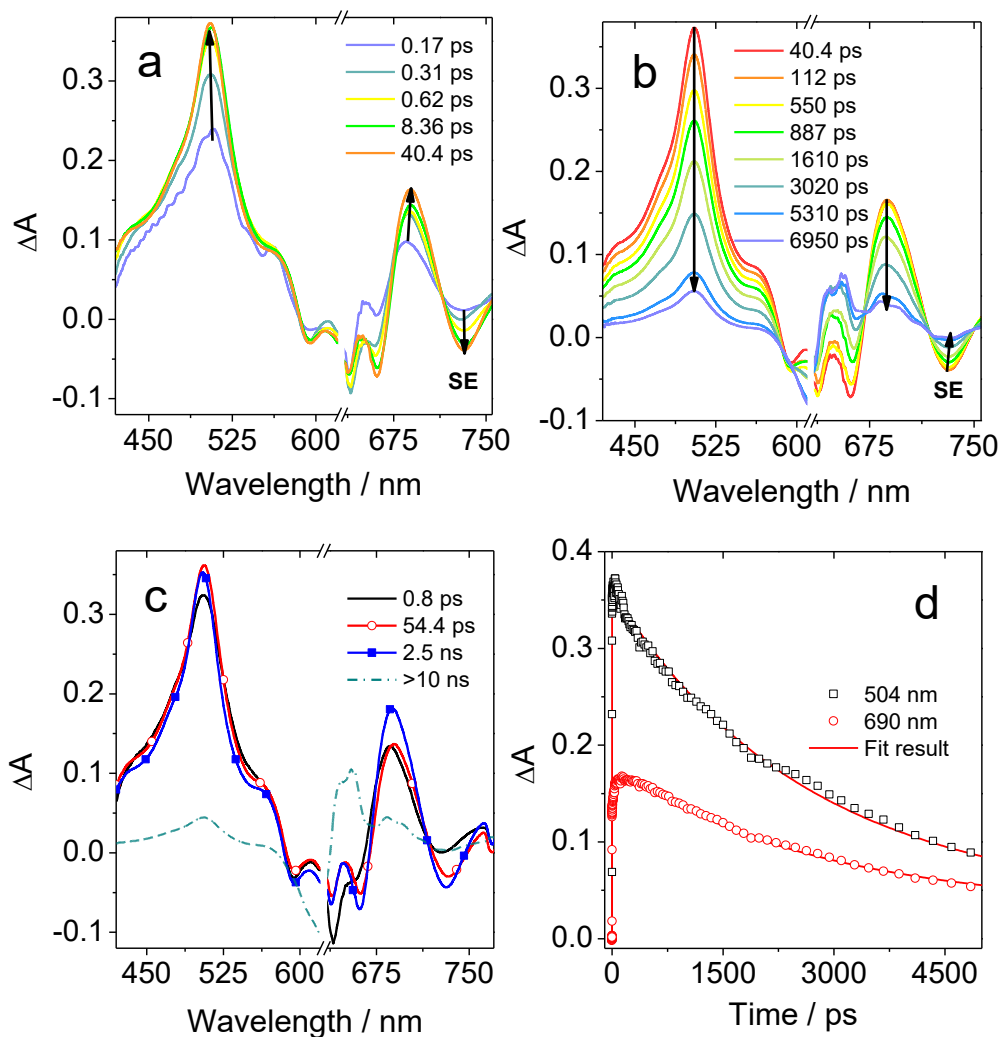 a
0.17 ps
0.31 ps
0.62 ps
8.36 ps
40.4 ps
SE
0.3
0.2
0.1
0.0
-0.1
ΔA
450 525 600 675 750
Wavelength / nm
b
40.4 ps
112 ps
550 ps
887 ps
1610 ps
3020 ps
5310 ps
6950 ps
SE
0.3
0.2
0.1
0.0
-0.1
ΔA
450 525 600 675 750
Wavelength / nm
c
0.8 ps
54.4 ps
2.5 ns
>10 ns
0.3
0.2
0.1
0.0
-0.1
ΔA
450 525 600 675 750
Wavelength / nm
d
504 nm
690 nm
Fit result
0.4
0.3
0.2
0.1
0.0
ΔA
0 1500 3000 4500
Time / ps